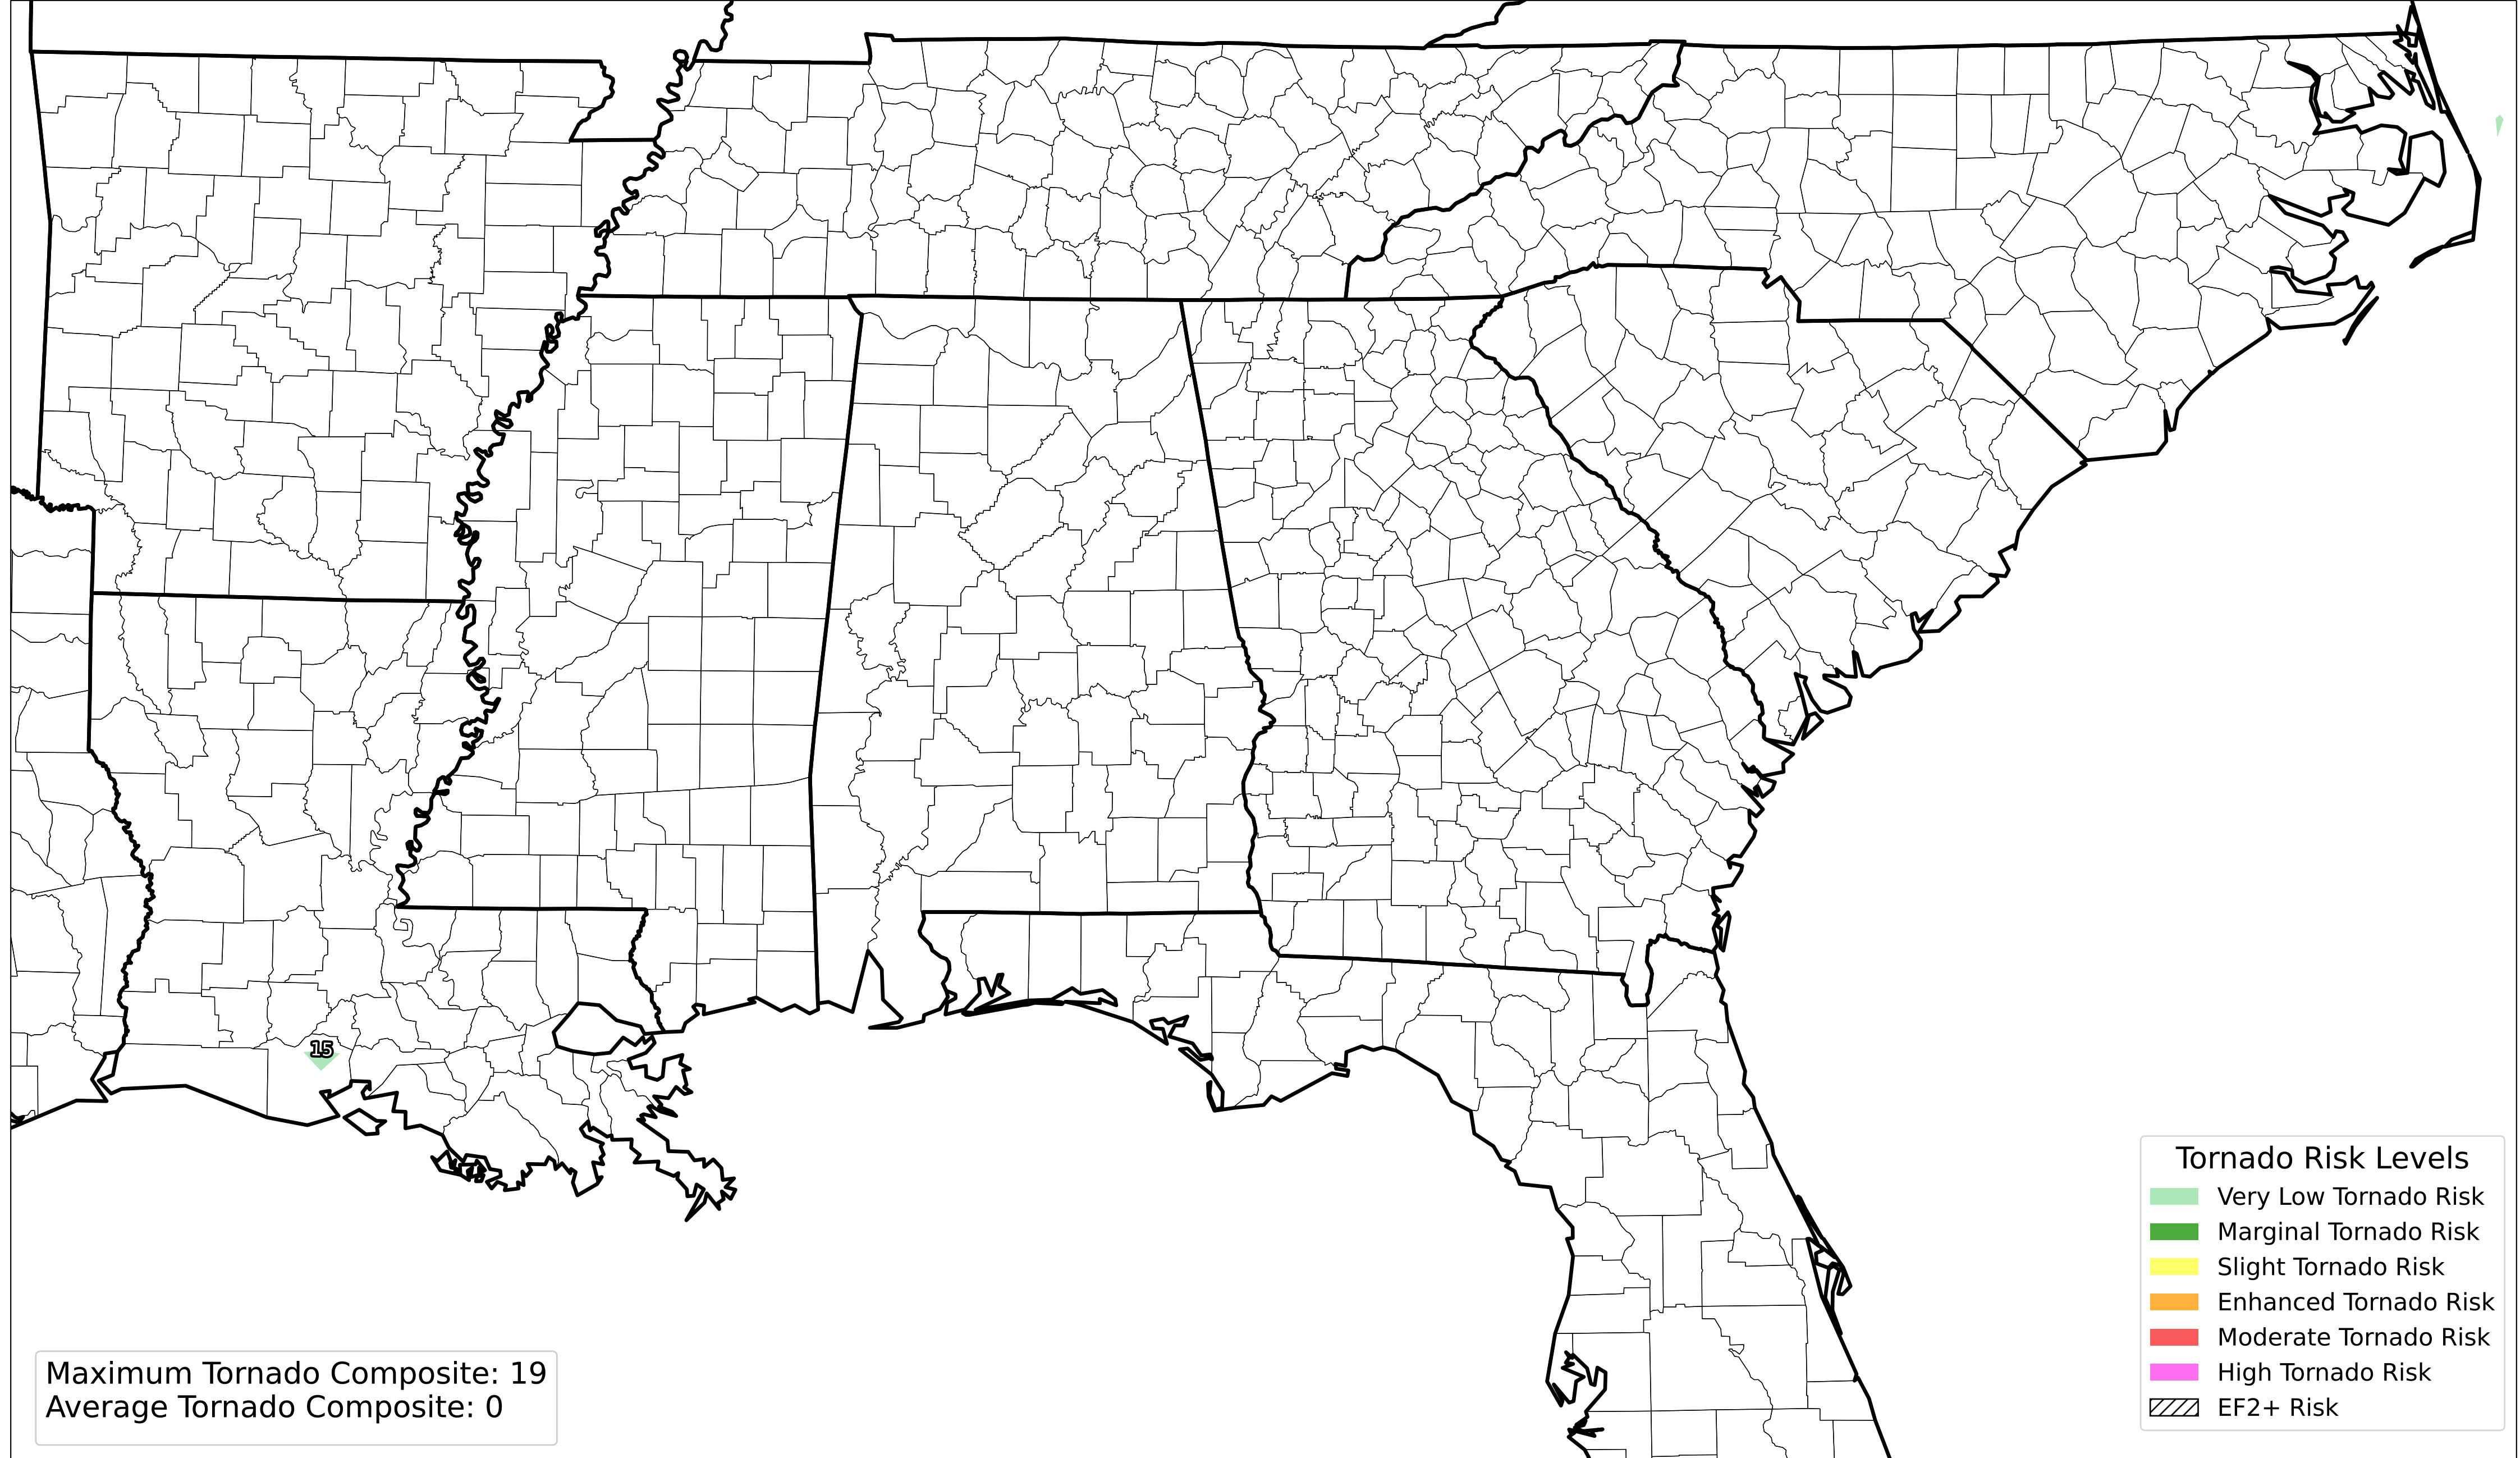 15
Tornado Risk Levels
Very Low Tornado Risk
Marginal Tornado Risk
Slight Tornado Risk
Enhanced Tornado Risk
Moderate Tornado Risk
High Tornado Risk
EF2+ Risk
Maximum Tornado Composite: 19
Average Tornado Composite: 0